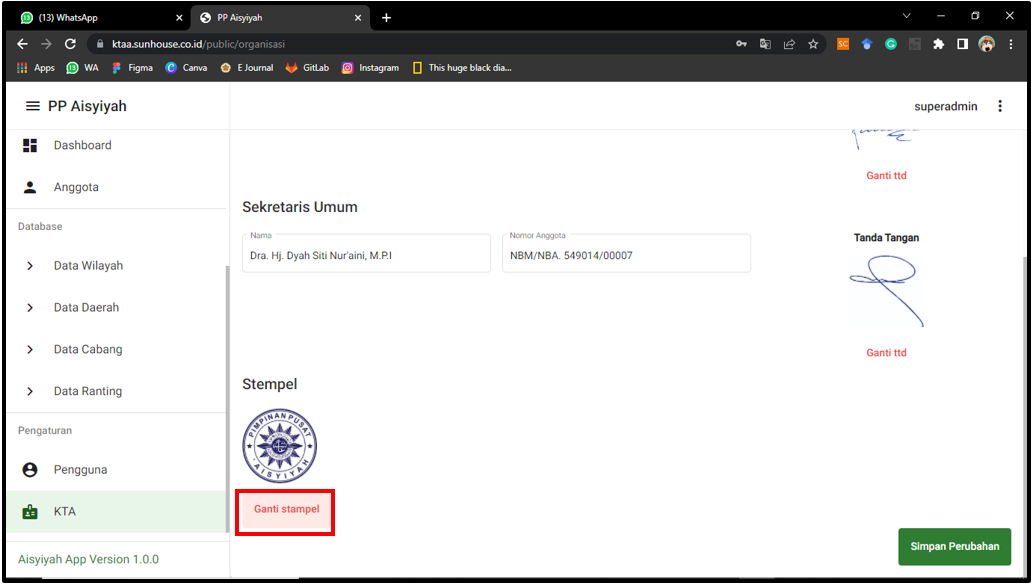 (13) WhatsApp
PP Aisyiyah
ktaa.sunhouse.co.id/public/organisasi
Apps
WA
Figma
Canva
E Journal
GitLab
Instagram
This huge black dia...
PP Aisyiyah
superadmin
Dashboard
Anggota
Database
Data Wilayah
Data Daerah
Data Cabang
Data Ranting
Pengaturan
Pengguna
KTA
Aisyiyah App Version 1.0.0
Ganti ttd
Sekretaris Umum
Nama
Dra. Hj. Dyah Siti Nur'aini, M.P.I
Nomor Anggota
NBM/NBA. 549014/00007
Tanda Tangan
Ganti ttd
Stempel
PIMPINAN PUSAT
'AISYIYAH
Ganti stampel
Simpan Perubahan